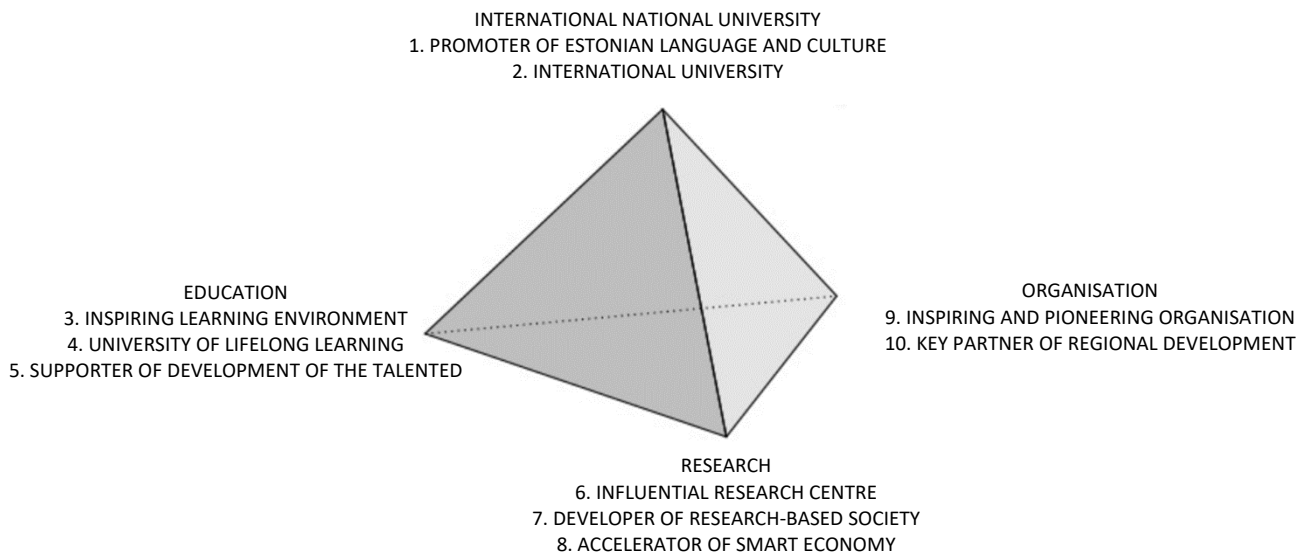 INTERNATIONAL NATIONAL UNIVERSITY
1. PROMOTER OF ESTONIAN LANGUAGE AND CULTURE
2. INTERNATIONAL UNIVERSITY
EDUCATION
3. INSPIRING LEARNING ENVIRONMENT
4. UNIVERSITY OF LIFELONG LEARNING
5. SUPPORTER OF DEVELOPMENT OF THE TALENTED
ORGANISATION
9. INSPIRING AND PIONEERING ORGANISATION
10. KEY PARTNER OF REGIONAL DEVELOPMENT
RESEARCH
6. INFLUENTIAL RESEARCH CENTRE
7. DEVELOPER OF RESEARCH-BASED SOCIETY
8. ACCELERATOR OF SMART ECONOMY